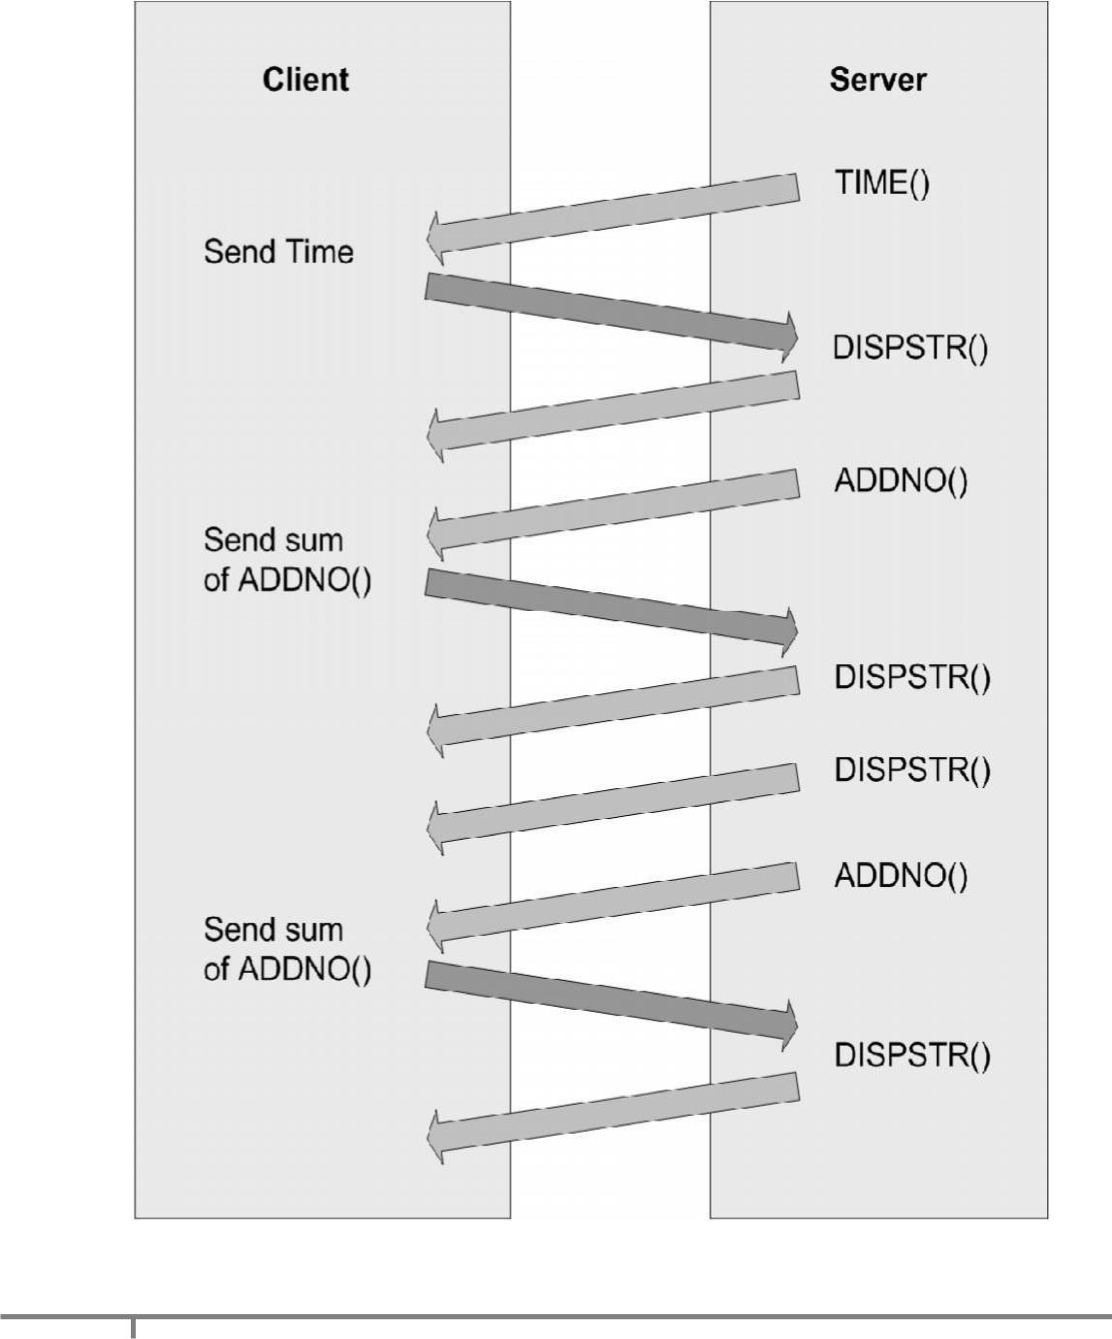 Client
Server
TIME()
Send Time
DISPSTR()
ADDNO()
Send sum
of ADDNO()
DISPSTR()
DISPSTR()
ADDNO()
Send sum
of ADDNO()
DISPSTR()